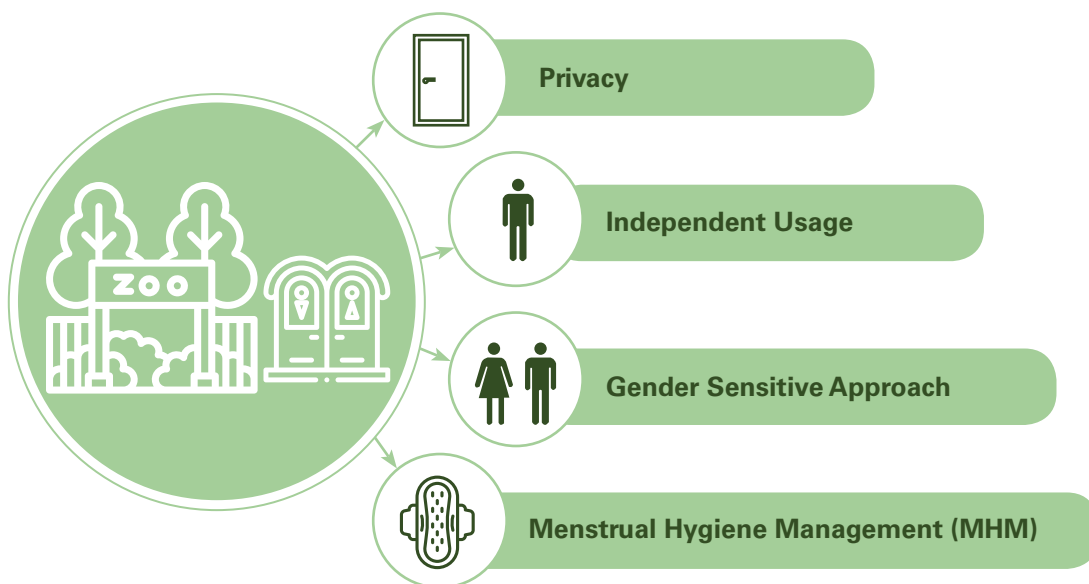 Privacy
ZOO
Independent Usage
Gender Sensitive Approach
Menstrual Hygiene Management (MHM)